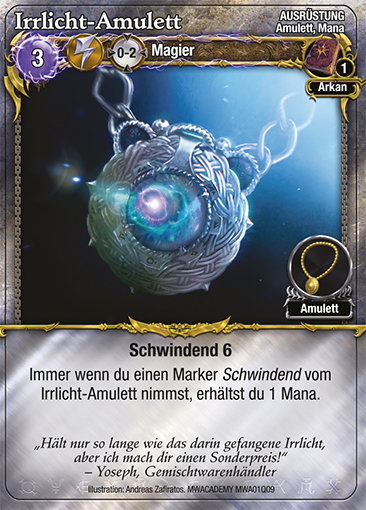 Irrlicht-Amulett
AUSRÜSTUNG
Amulett, Mana
3
0-2
Magier
1
Arkan
Amulett
Schwindend 6
Immer wenn du einen Marker Schwindend vom
Irrlicht-Amulett nimmst, erhältst du 1 Mana.
„Hält nur so lange wie das darin gefangene Irrlicht,
aber ich mach dir einen Sonderpreis!“
– Yoseph, Gemischtwarenhändler
Illustration: Andreas Zafiratos. MWACADEMY MWA01Q09